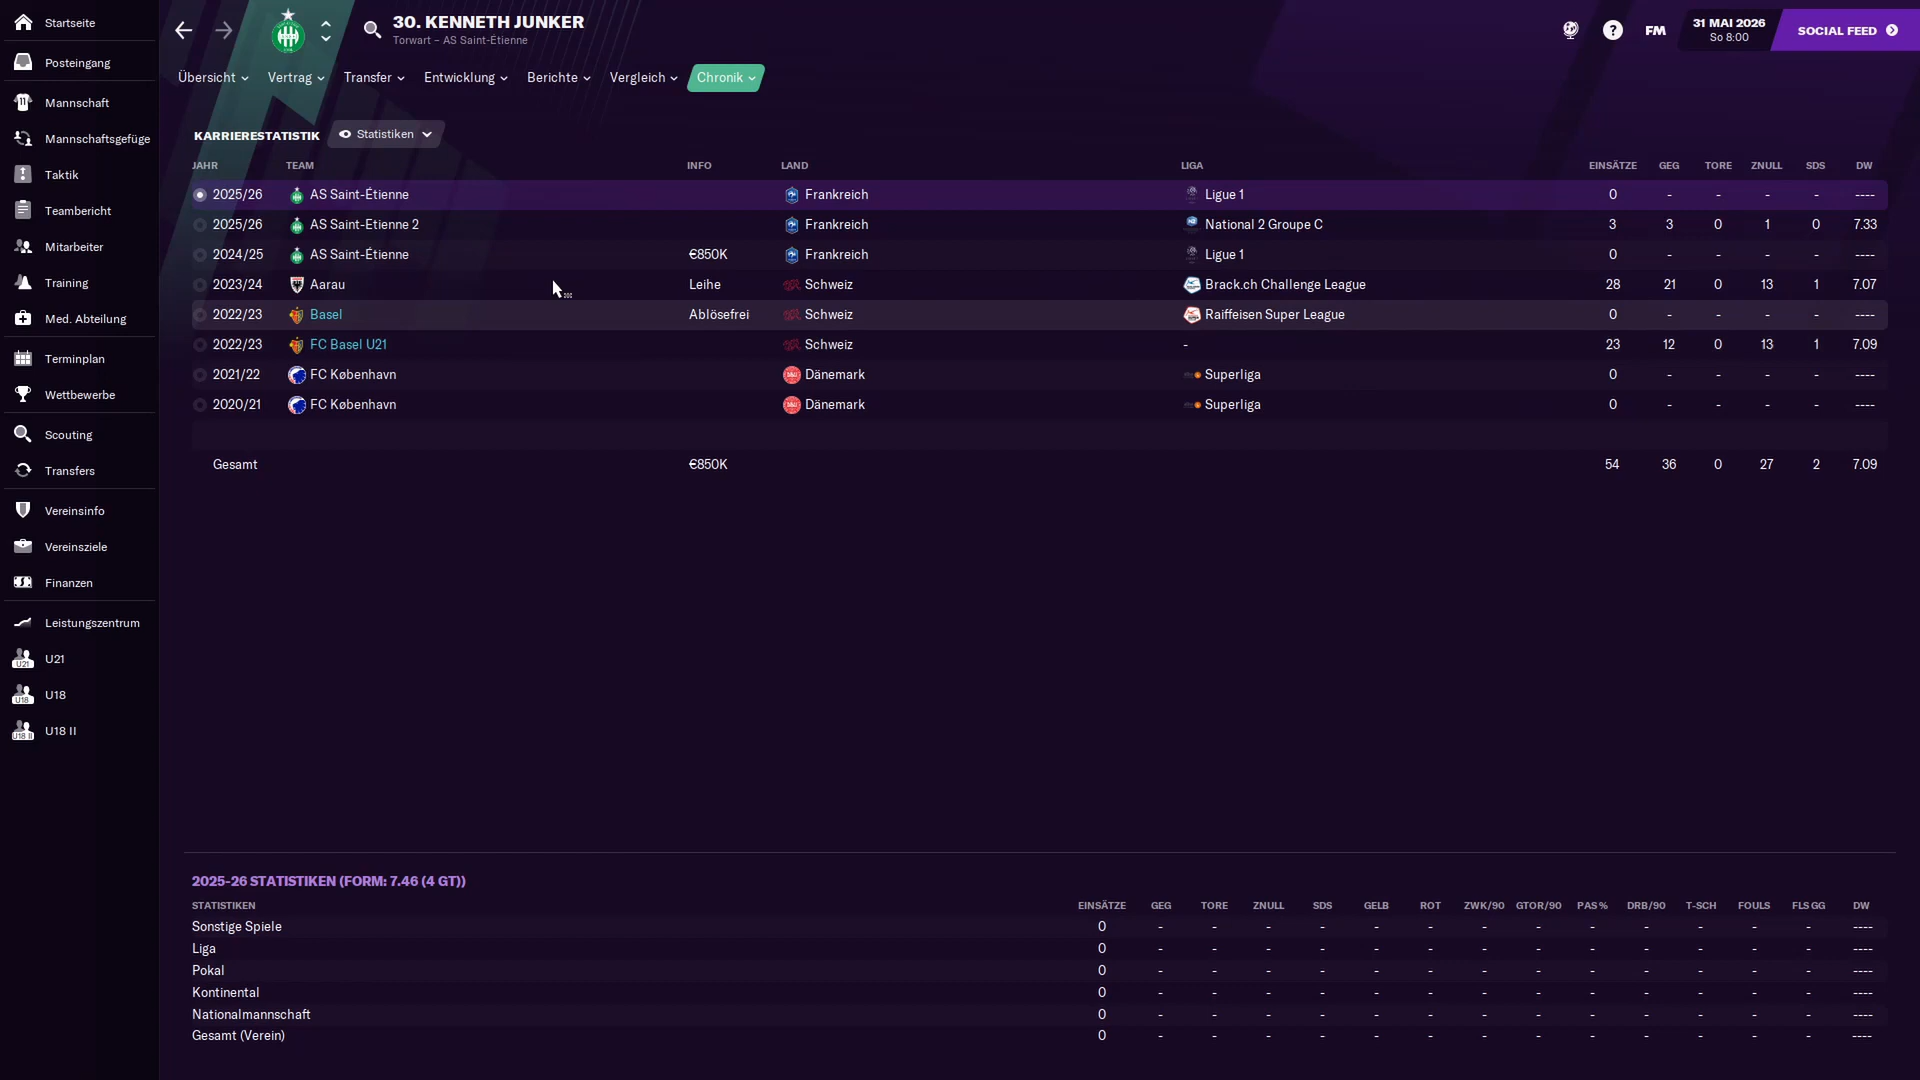 Startseite
Posteingang
Mannschaft
Mannschaftsgefüge
Taktik
Teambericht
Mitarbeiter
Training
Med. Abteilung
Terminplan
Wettbewerbe
Scouting
Transfers
Vereinsinfo
Vereinsziele
Finanzen
Leistungszentrum
U21 U21
U18 U18
U18 II U18 II
30. KENNETH JUNKER
Torwart – AS Saint-Étienne
? FM 31 MAI 2026 SOCIAL FEED
So 8:00
Übersicht Vertrag Transfer Entwicklung Berichte Vergleich Chronik
KARRIERESTATISTIK Statistiken
JAHR TEAM INFO LAND LIGA EINSÄTZE GEG TORE ZNULL SDS DW
2025/26 AS Saint-Étienne Frankreich Ligue 1 0 - - - - ----
2025/26 AS Saint-Etienne 2 Frankreich National 2 Groupe C 3 3 0 1 0 7.33
2024/25 AS Saint-Étienne €850K Frankreich Ligue 1 0 - - - - ----
2023/24 Aarau Leihe Schweiz Brack.ch Challenge League 28 21 0 13 1 7.07
2022/23 Basel Ablösefrei Schweiz Raiffeisen Super League 0 - - - - ----
2022/23 FC Basel U21 Schweiz - 23 12 0 13 1 7.09
2021/22 FC København Dänemark Superliga 0 - - - - ----
2020/21 FC København Dänemark Superliga 0 - - - - ----
Gesamt €850K 54 36 0 27 2 7.09
2025-26 STATISTIKEN (FORM: 7.46 (4 GT))
STATISTIKEN EINSÄTZE GEG TORE ZNULL SDS GELB ROT ZWK/90 GTOR/90 PAS % DRB/90 T-SCH FOULS FLS GG DW
Sonstige Spiele 0 - - - - - - - - - - - - - ----
Liga 0 - - - - - - - - - - - - - ----
Pokal 0 - - - - - - - - - - - - - ----
Kontinental 0 - - - - - - - - - - - - - ----
Nationalmannschaft 0 - - - - - - - - - - - - - ----
Gesamt (Verein) 0 - - - - - - - - - - - - - ----